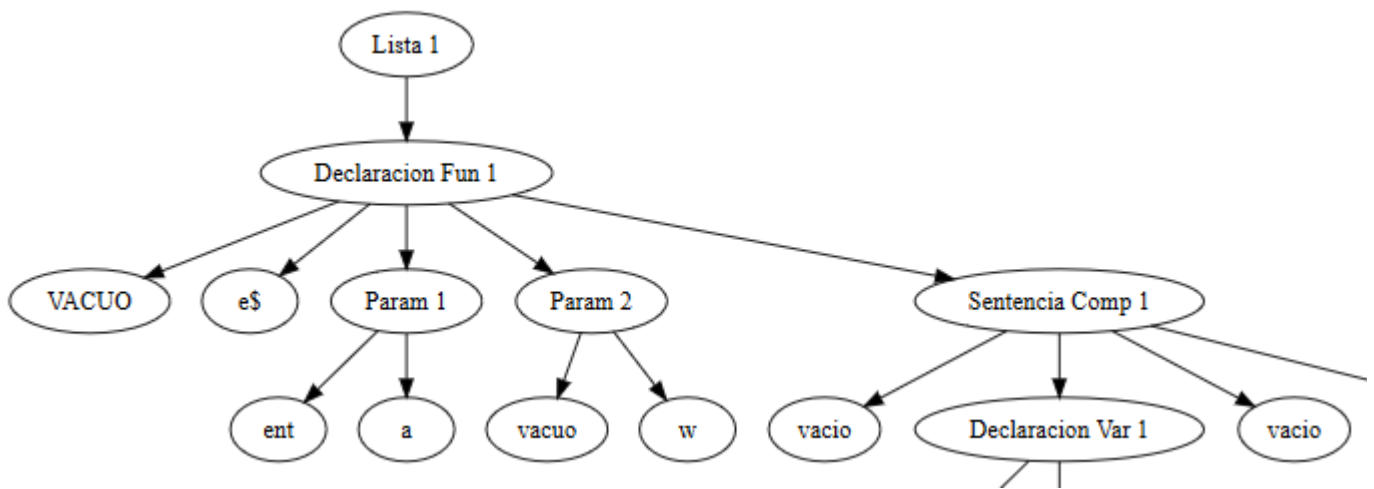 Lista 1
Declaracion Fun 1
VACUO
e$
Param 1
Param 2
Sentencia Comp 1
ent
a
vacuo
w
vacio
Declaracion Var 1
vacio